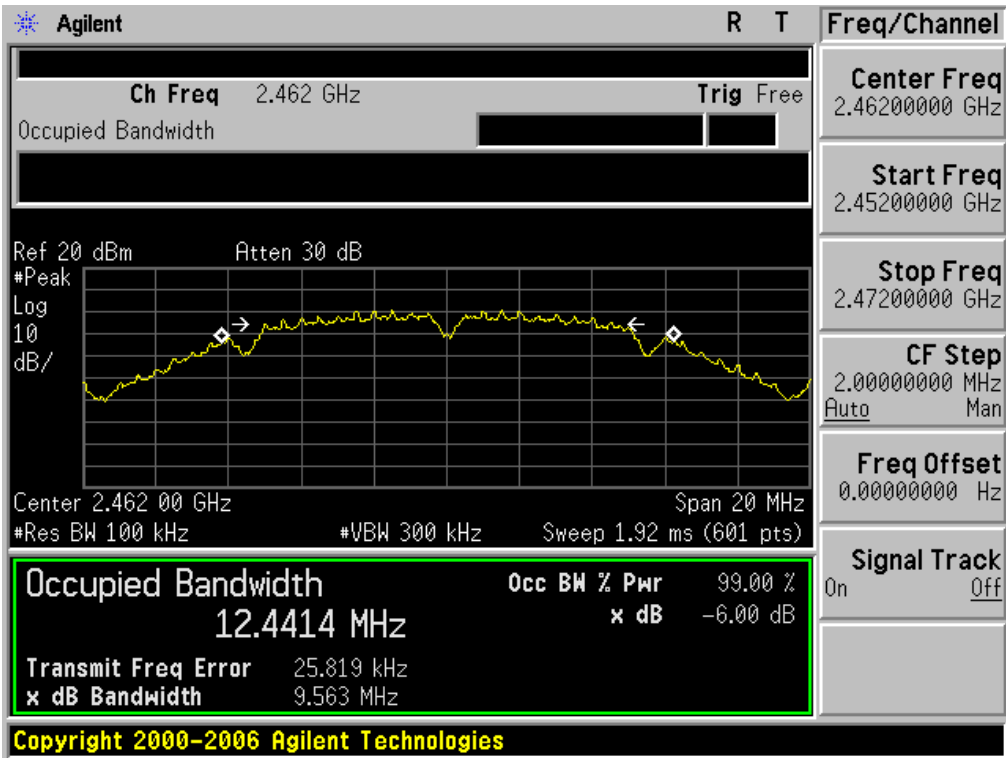 Agilent R T
Freq/Channel
Ch Freq 2.462 GHz Trig Free
Occupied Bandwidth
Center Freq
2.46200000 GHz
Start Freq
2.45200000 GHz
Stop Freq
2.47200000 GHz
CF Step
2.00000000 MHz
Auto Man
Freq Offset
0.00000000 Hz
Signal Track
On Off
Ref 20 dBm Atten 30 dB
#Peak
Log
10
dB/
Center 2.462 00 GHz Span 20 MHz
#Res BW 100 kHz #VBW 300 kHz Sweep 1.92 ms (601 pts)
Occupied Bandwidth Occ BW % Pwr 99.00 %
12.4414 MHz x dB -6.00 dB
Transmit Freq Error 25.819 kHz
x dB Bandwidth 9.563 MHz
Copyright 2000-2006 Agilent Technologies